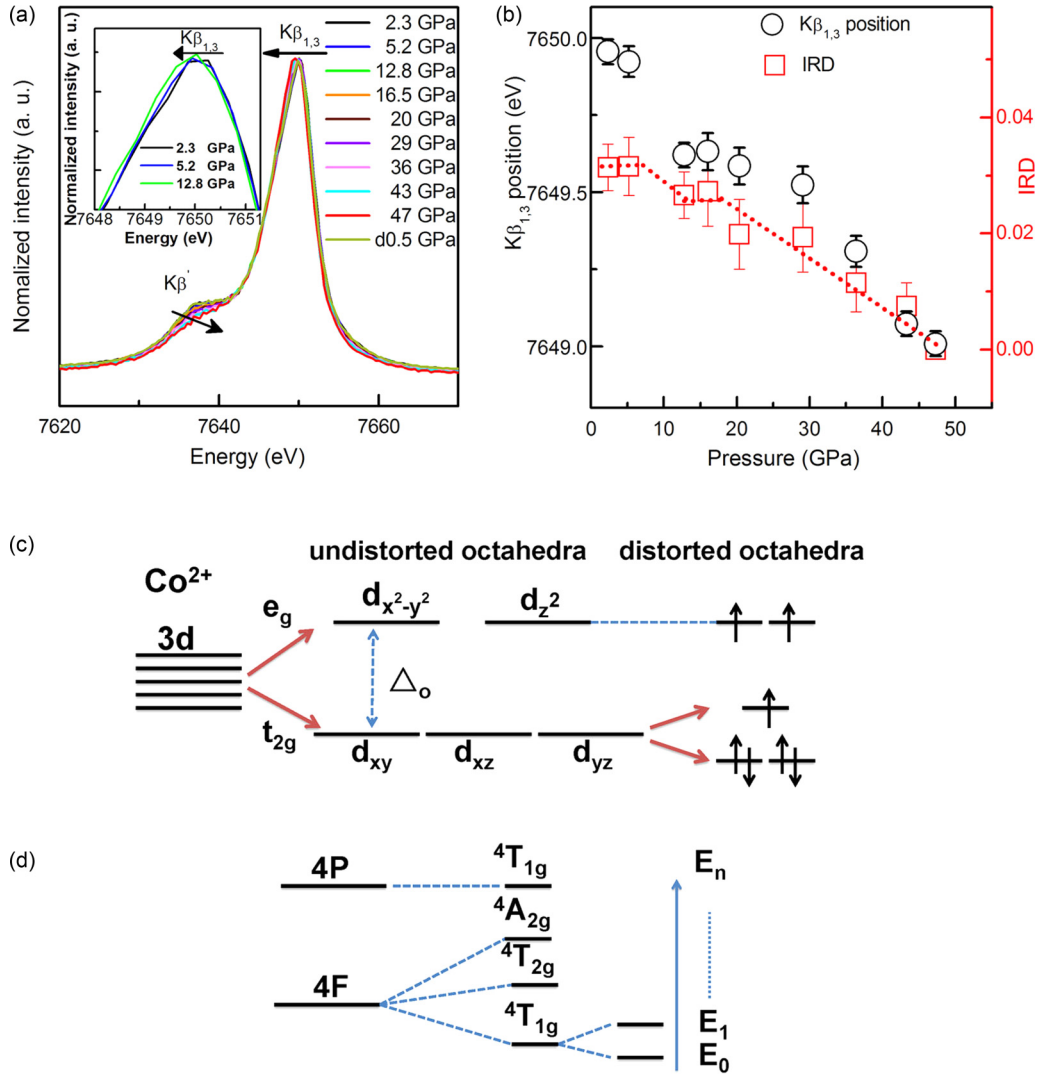 (a)
Kβ1,3
Kβ1,3
2.3 GPa
5.2 GPa
12.8 GPa
16.5 GPa
20 GPa
29 GPa
36 GPa
43 GPa
47 GPa
d0.5 GPa
Normalized intensity (a. u.)
2.3 GPa
5.2 GPa
12.8 GPa
7648 7649 7650 7651
Energy (eV)
Kβ'
Nomalized intensity (a. u.)
7620 7640 7660
Energy (eV)
(b)
Kβ1,3 position
IRD
7650.0
7649.5
7649.0
Kβ1,3 position (eV)
0.04
0.02
0.00
IRD
0 10 20 30 40 50
Pressure (GPa)
(c)
undistorted octahedra distorted octahedra
Co2+
3d
eg
dx2-y2 dz2
△o
t2g
dxy dxz dyz
(d)
4P
4T1g
En
4A2g
4T2g
4F
4T1g
E1
E0